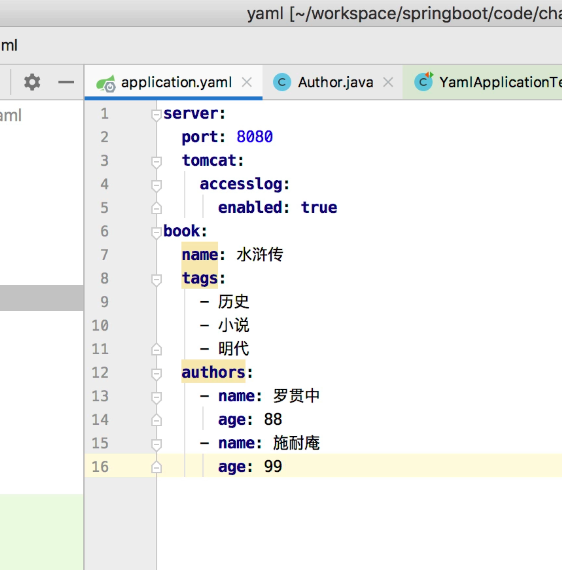 yaml [~/workspace/springboot/code/cha
ml
application.yaml
Author.java
YamlApplicationTe
aml
1 server:
2 port: 8080
3 tomcat:
4 accesslog:
5 enabled: true
6 book:
7 name: 水浒传
8 tags:
9 - 历史
10 - 小说
11 - 明代
12 authors:
13 - name: 罗贯中
14 age: 88
15 - name: 施耐庵
16 age: 99